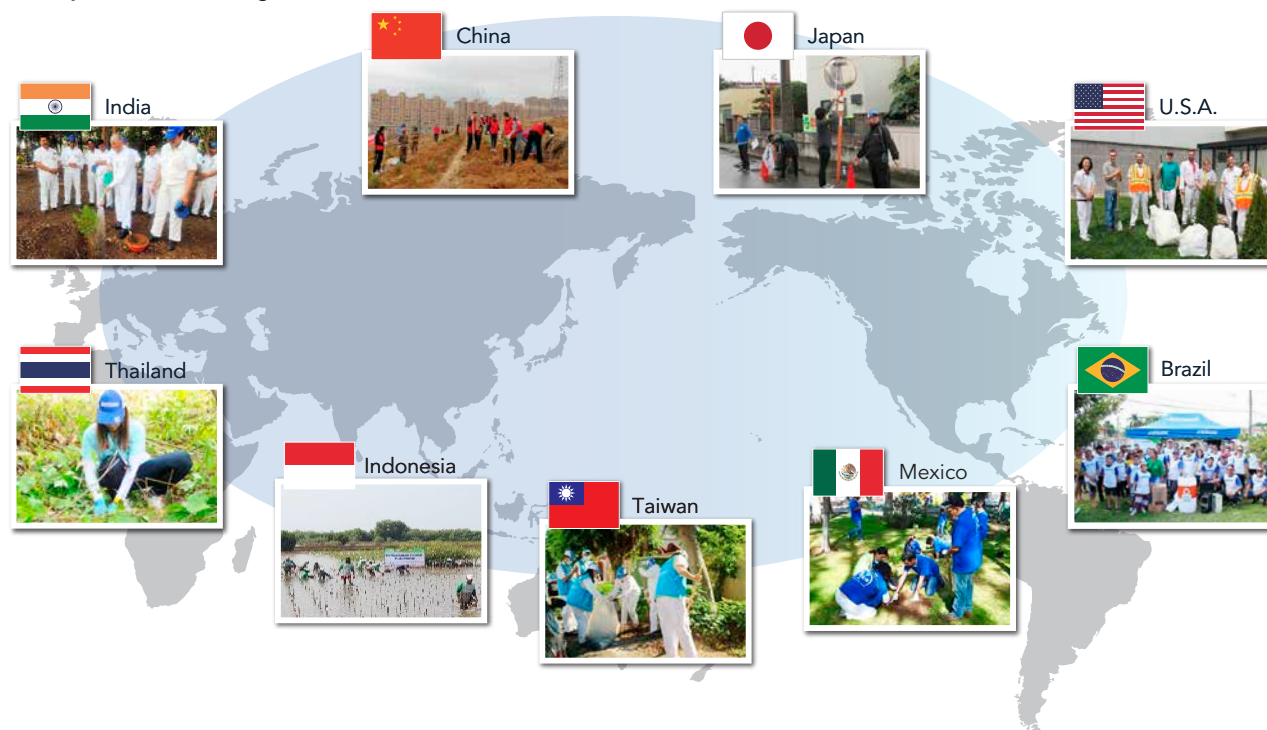 China
Japan
India
U.S.A.
Thailand
Brazil
Indonesia
Mexico
Taiwan